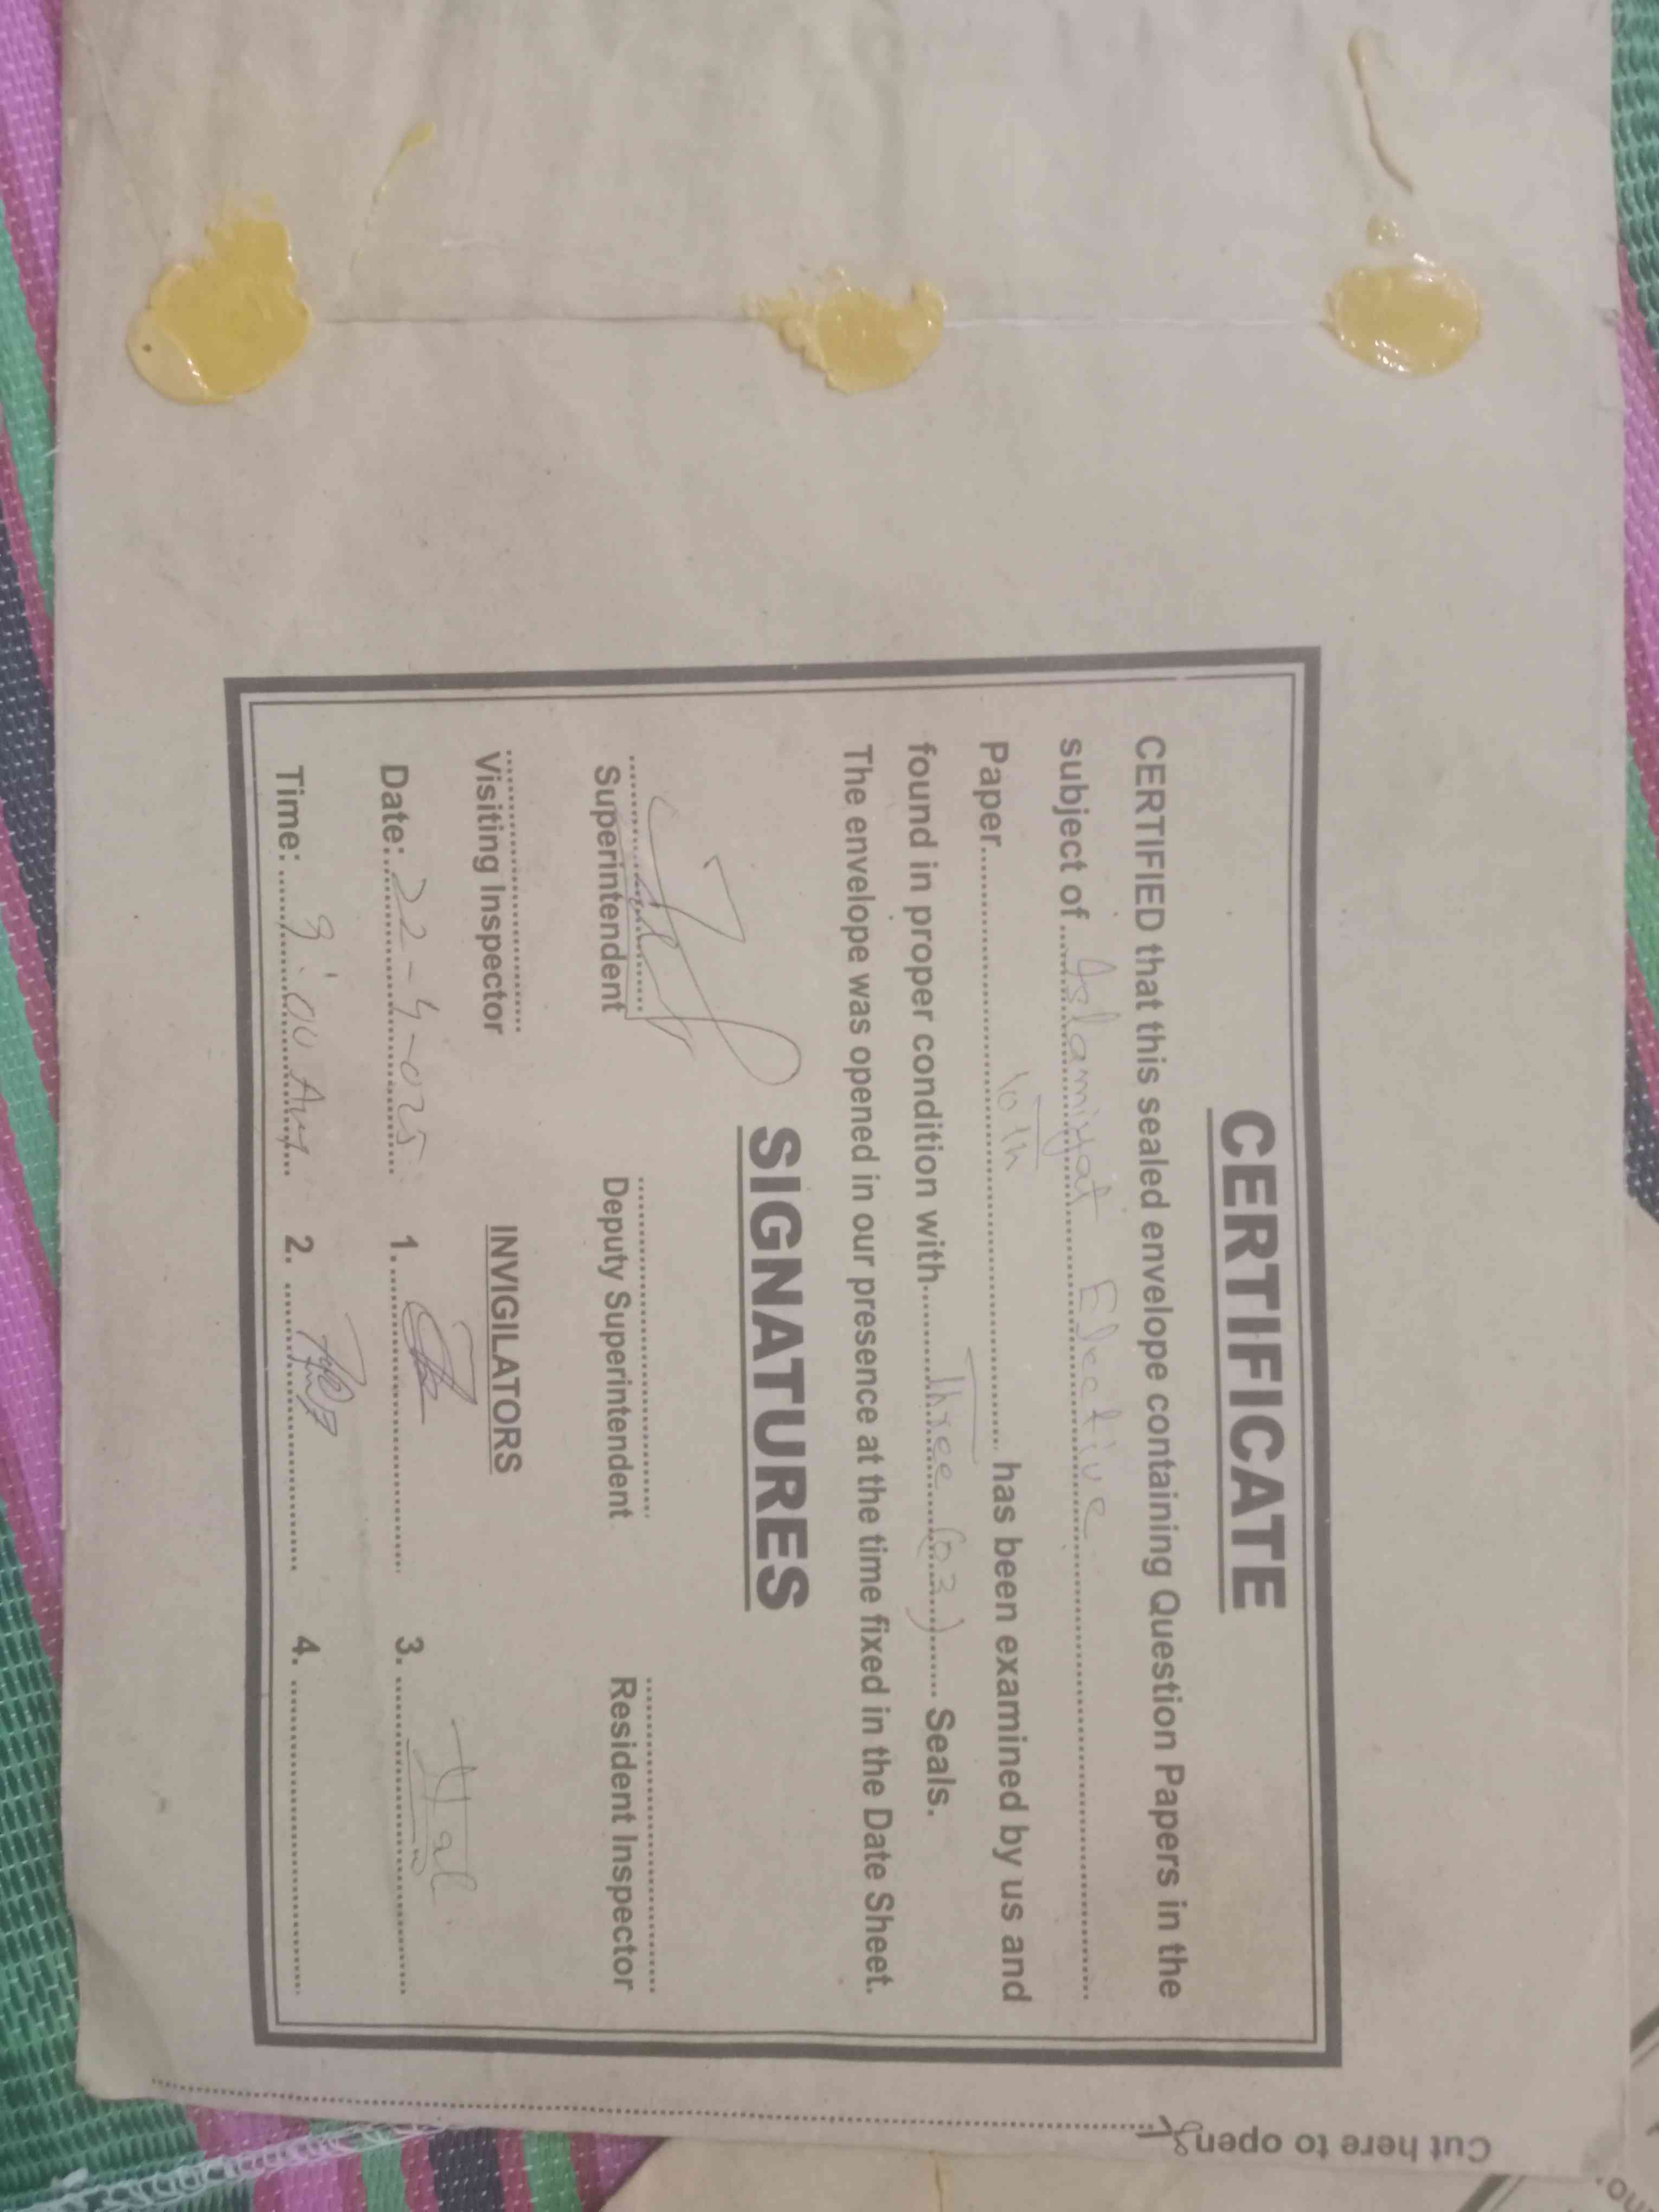 CERTIFICATE
CERTIFIED that this sealed envelope containing Question Papers in the
subject of ..... Islamiyat Elective .....
Paper ..... 10th ..... has been examined by us and
found in proper condition with ..... Three (03) ..... Seals.
The envelope was opened in our presence at the time fixed in the Date Sheet.
SIGNATURES
Superintendent Deputy Superintendent Resident Inspector
Visiting Inspector INVIGILATORS
Date: 22-4-025 1. ..... 3. .....
Time: 9:00 AM 2. ..... 4. .....
Cut here to open